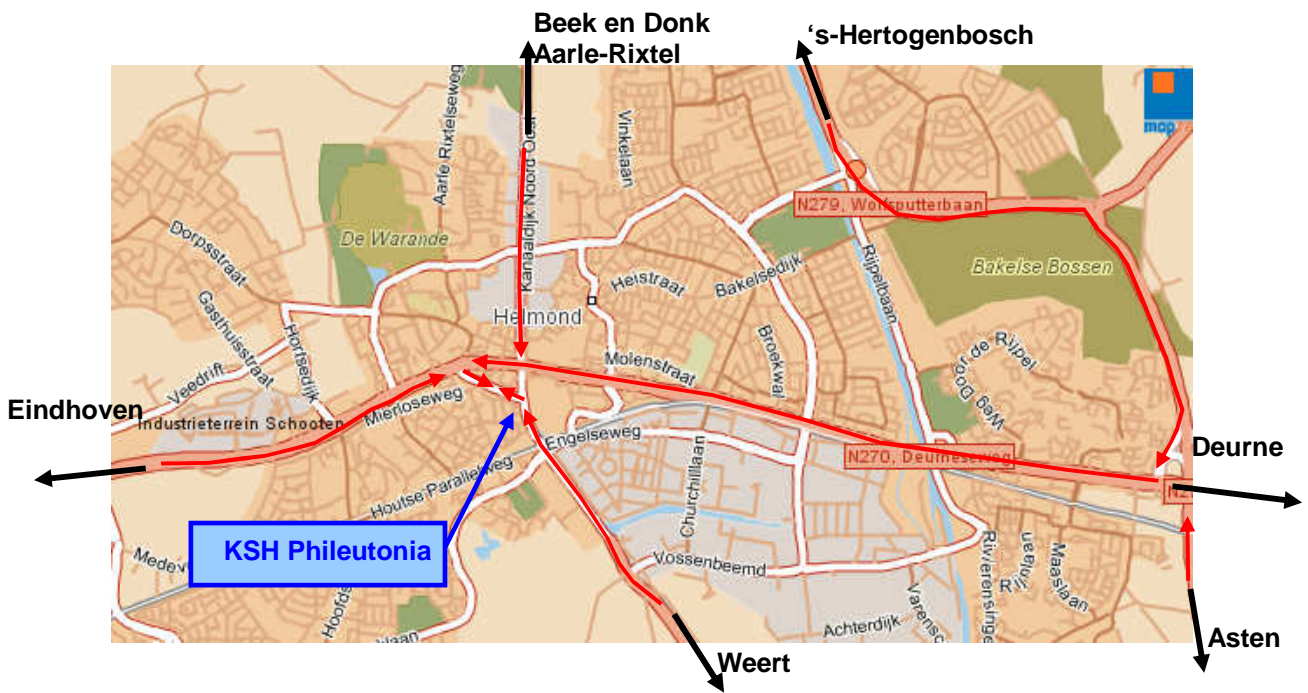 Beek en Donk
Aarle-Rixtel
‘s-Hertogenbosch
Aarle Rixtelseweg
Kanaaldijk Noord Oost
Vinkelaan
N279, Wolfsputterbaan
Dorpsstraat
De Warande
Rijpelbaan
Bakelse Bossen
Gasthuisstraat
Hortsedijk
Heistraat
Bakelsedijk
Helmond
Veedrift
Molenstraat
Broekwal
Weg Door de Rijpel
Eindhoven
Industrieterrein Schooten
Mierloseweg
Engelseweg
N270, Deurneseweg
Deurne
Houtse Parallelweg
Churchilllaan
KSH Phileutonia
Vossenbeemd
Maaslaan
Achterdijk
Asten
Weert